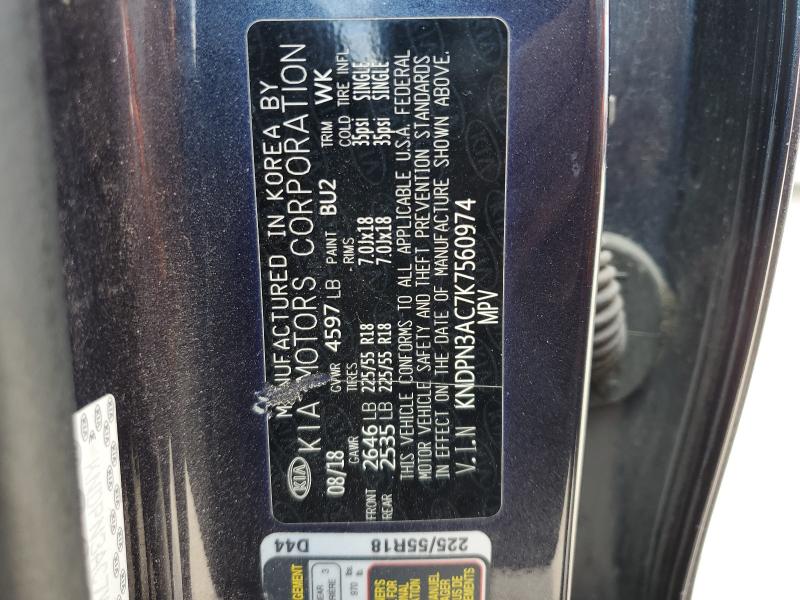 MANUFACTURED IN KOREA BY
KIA KIA MOTORS CORPORATION
08/18 GVWR 4597 LB PAINT BU2 TRIM WK
GAWR TIRES RIMS COLD TIRE INFL
FRONT 2646 LB 225/55 R18 7.0Jx18 35psi SINGLE
REAR 2535 LB 225/55 R18 7.0Jx18 35psi SINGLE
THIS VEHICLE CONFORMS TO ALL APPLICABLE U.S.A. FEDERAL
MOTOR VEHICLE SAFETY AND THEFT PREVENTION STANDARDS
IN EFFECT ON THE DATE OF MANUFACTURE SHOWN ABOVE.
V.I.N KNDPN3AC7K7560974
MPV
D44
225/55R18